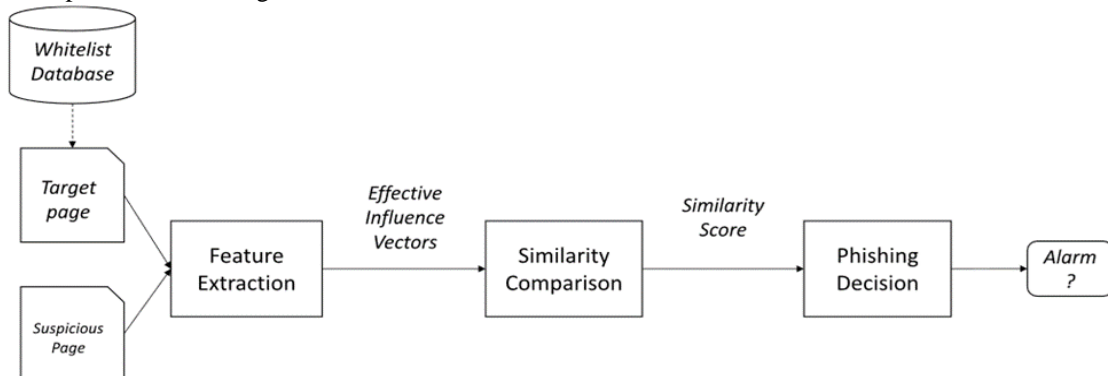 Whitelist
Database
Target
page
Suspicious
Page
Feature
Extraction
Effective
Influence
Vectors
Similarity
Comparison
Similarity
Score
Phishing
Decision
Alarm
?